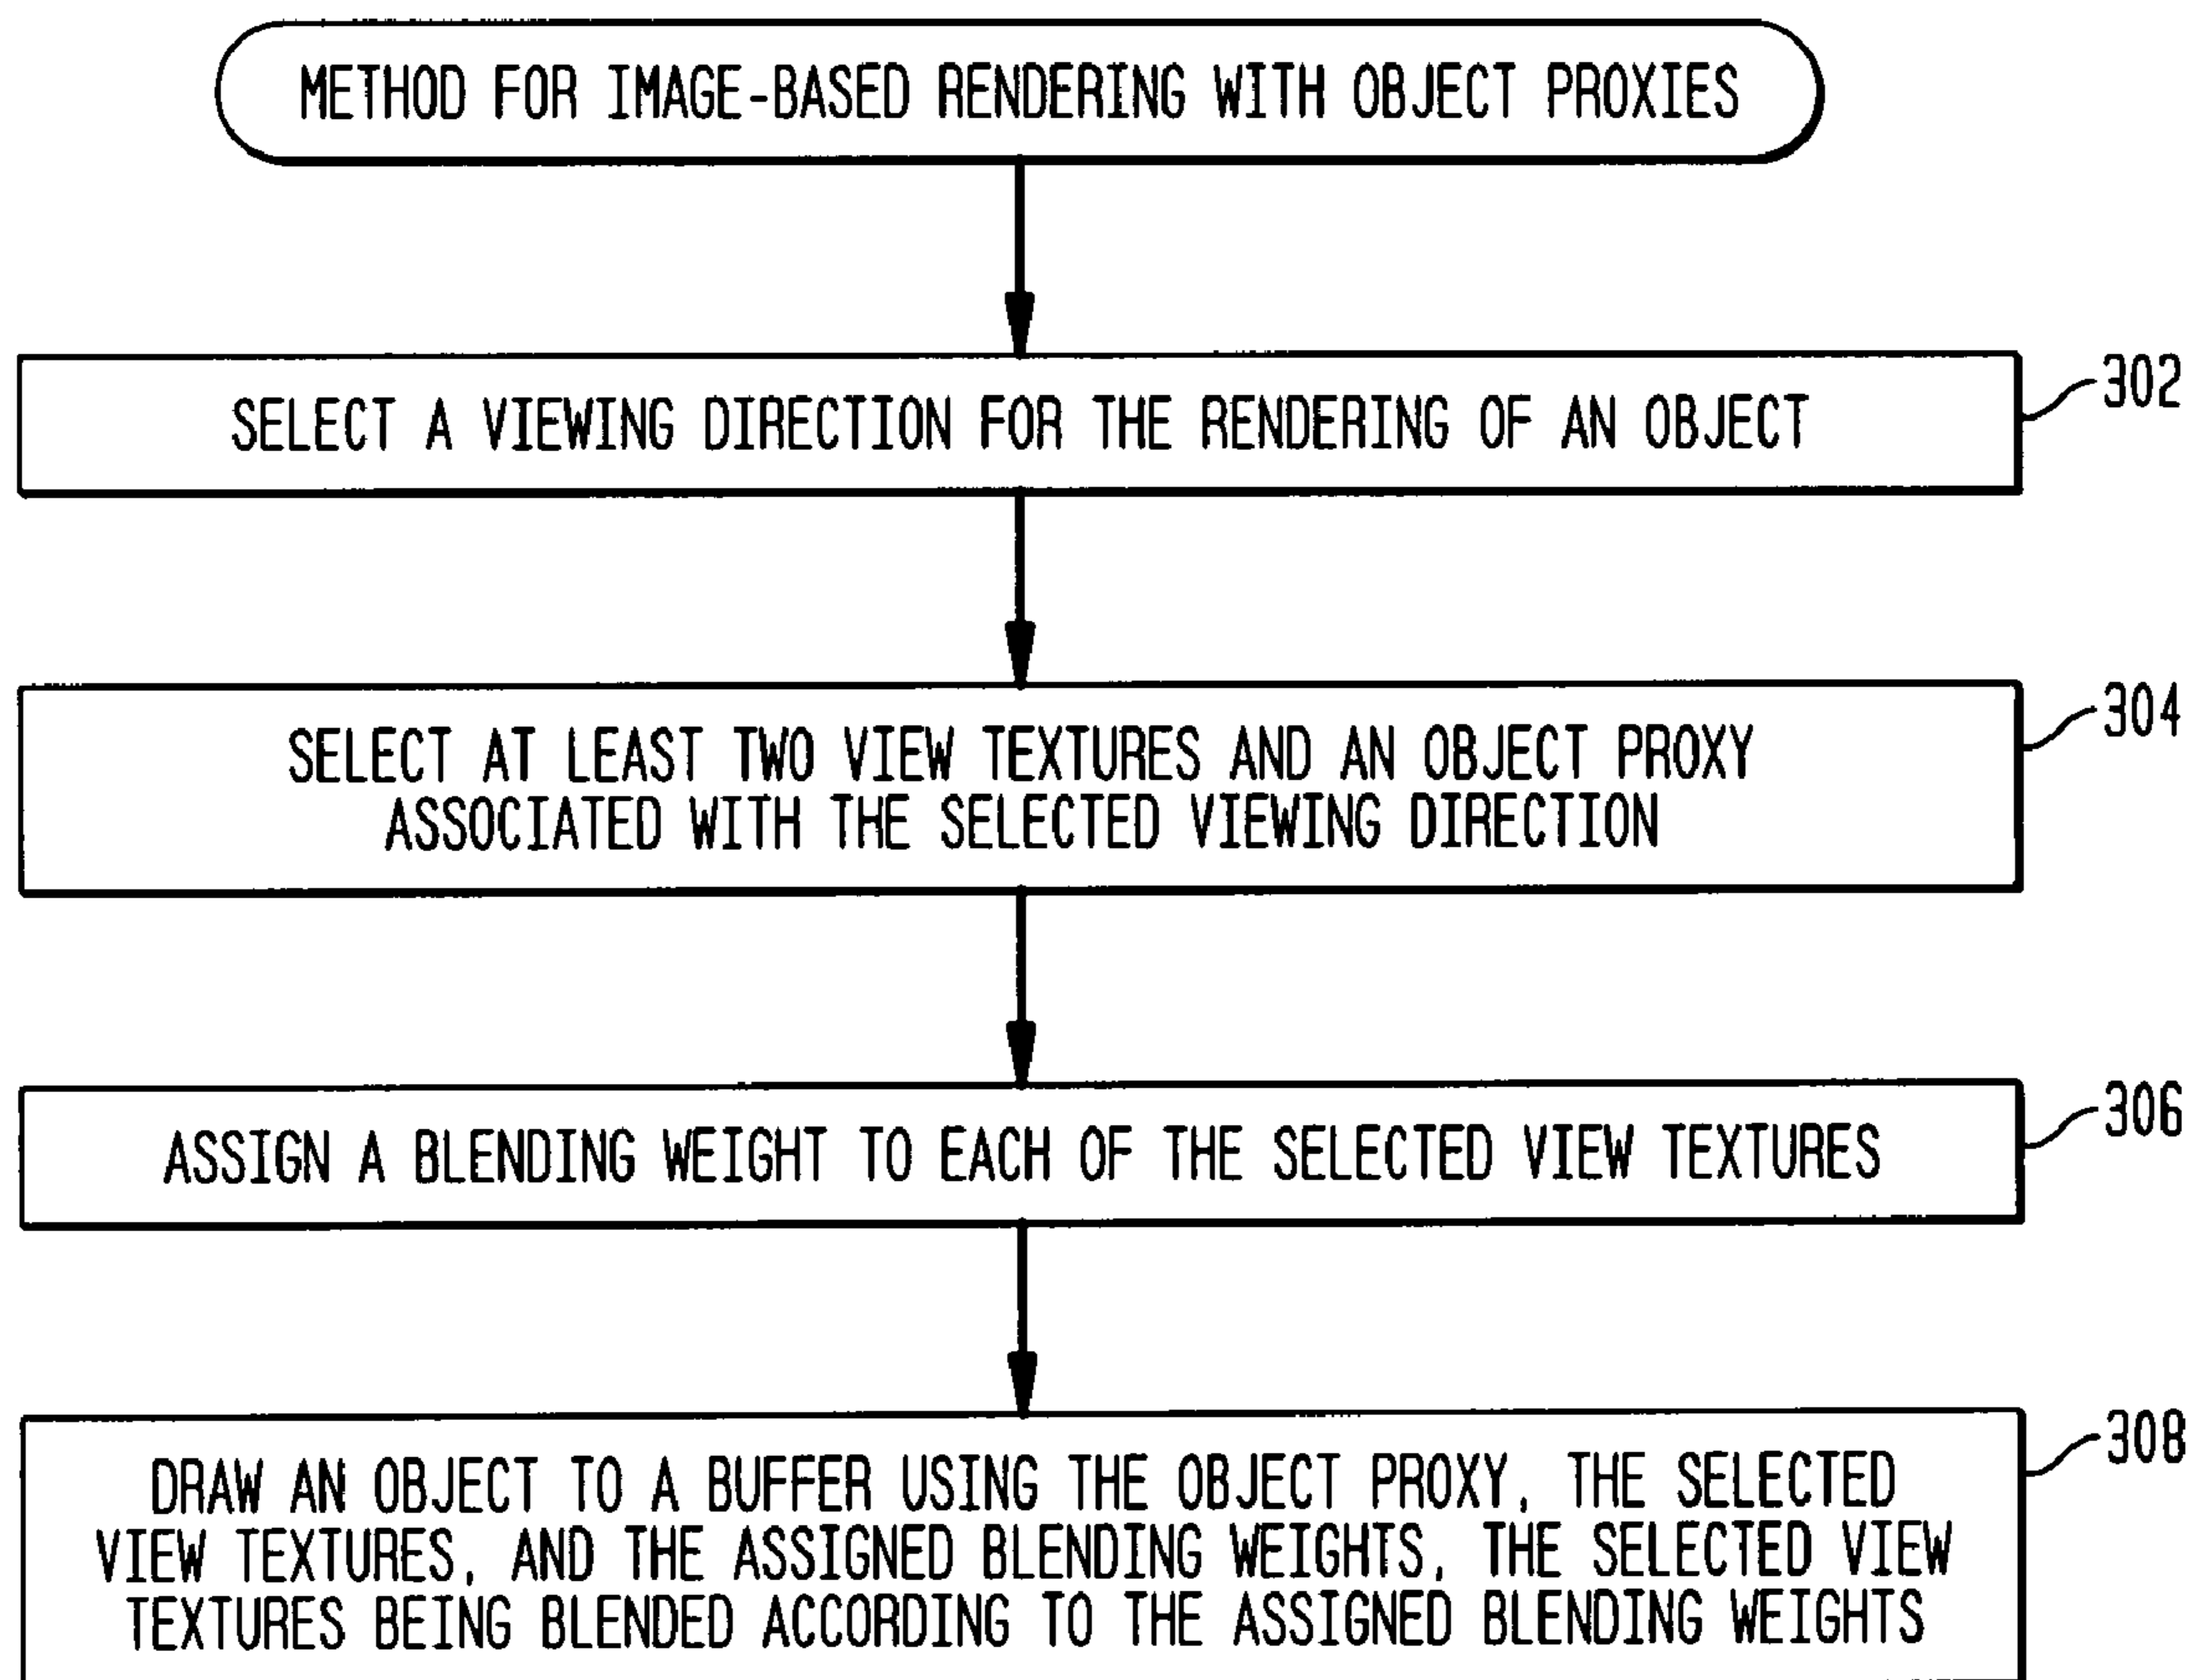 METHOD FOR IMAGE-BASED RENDERING WITH OBJECT PROXIES
302
SELECT A VIEWING DIRECTION FOR THE RENDERING OF AN OBJECT
304
SELECT AT LEAST TWO VIEW TEXTURES AND AN OBJECT PROXY
ASSOCIATED WITH THE SELECTED VIEWING DIRECTION
306
ASSIGN A BLENDING WEIGHT TO EACH OF THE SELECTED VIEW TEXTURES
308
DRAW AN OBJECT TO A BUFFER USING THE OBJECT PROXY, THE SELECTED
VIEW TEXTURES, AND THE ASSIGNED BLENDING WEIGHTS, THE SELECTED VIEW
TEXTURES BEING BLENDED ACCORDING TO THE ASSIGNED BLENDING WEIGHTS